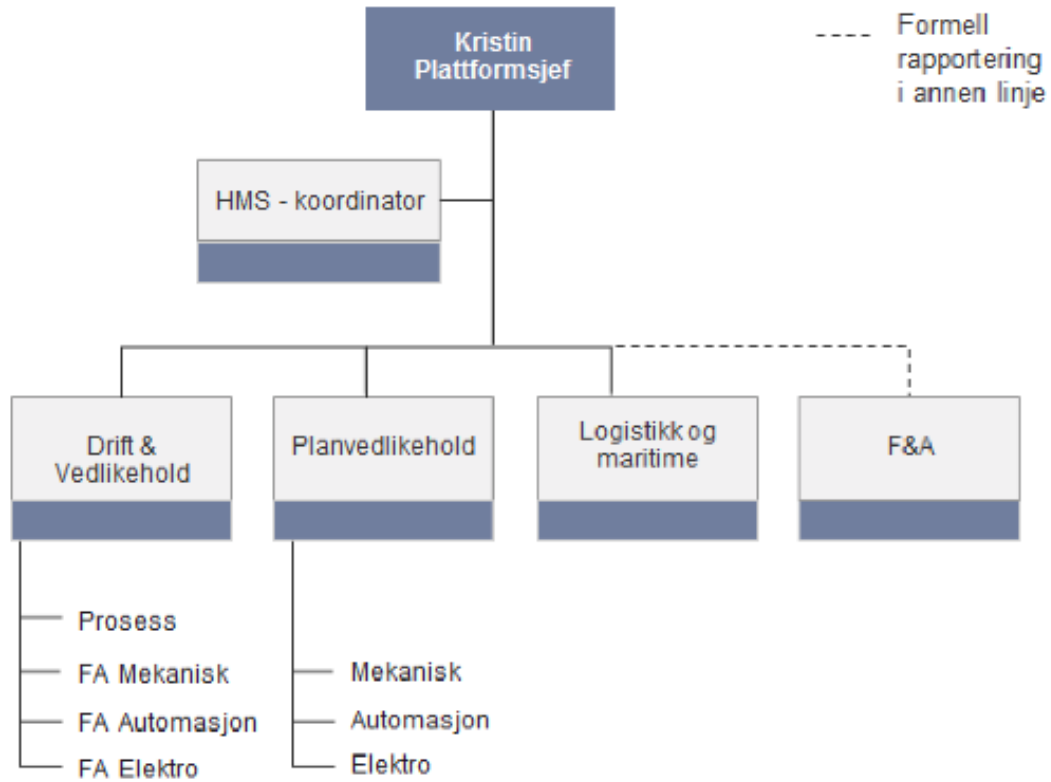 Kristin
Plattformsjef
Formell
rapportering
i annen linje
HMS - koordinator
Drift &
Vedlikehold
Planvedlikehold
Logistikk og
maritime
F&A
Prosess
FA Mekanisk
FA Automasjon
FA Elektro
Mekanisk
Automasjon
Elektro